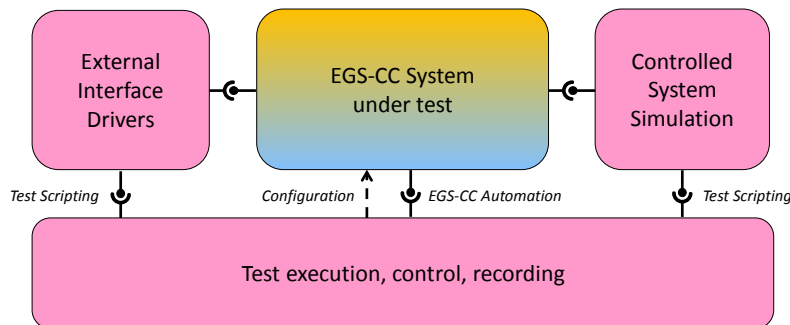 External
Interface
Drivers
EGS-CC System
under test
Controlled
System
Simulation
Test Scripting
Configuration
EGS-CC Automation
Test Scripting
Test execution, control, recording